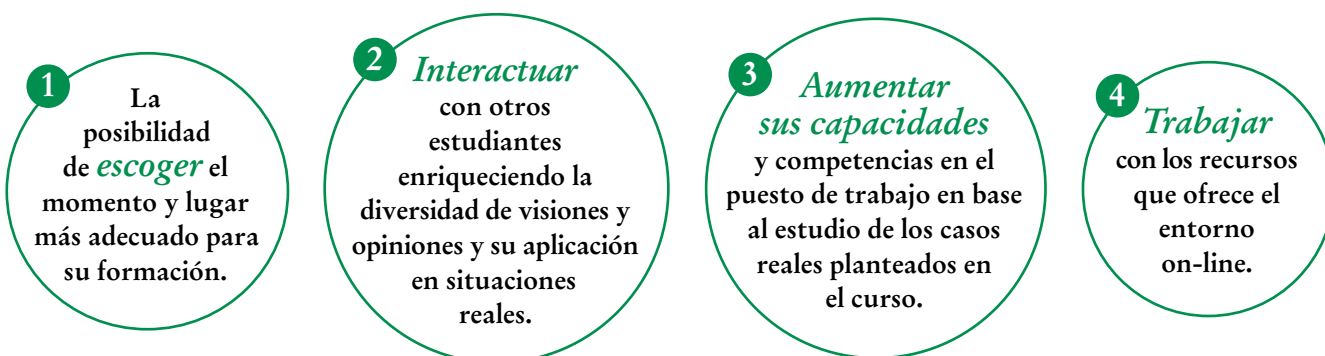 1
La
posibilidad
de escoger el
momento y lugar
más adecuado para
su formación.
2
Interactuar
con otros
estudiantes
enriqueciendo la
diversidad de visiones y
opiniones y su aplicación
en situaciones
reales.
3
Aumentar
sus capacidades
y competencias en el
puesto de trabajo en base
al estudio de los casos
reales planteados en
el curso.
4
Trabajar
con los recursos
que ofrece el
entorno
on-line.